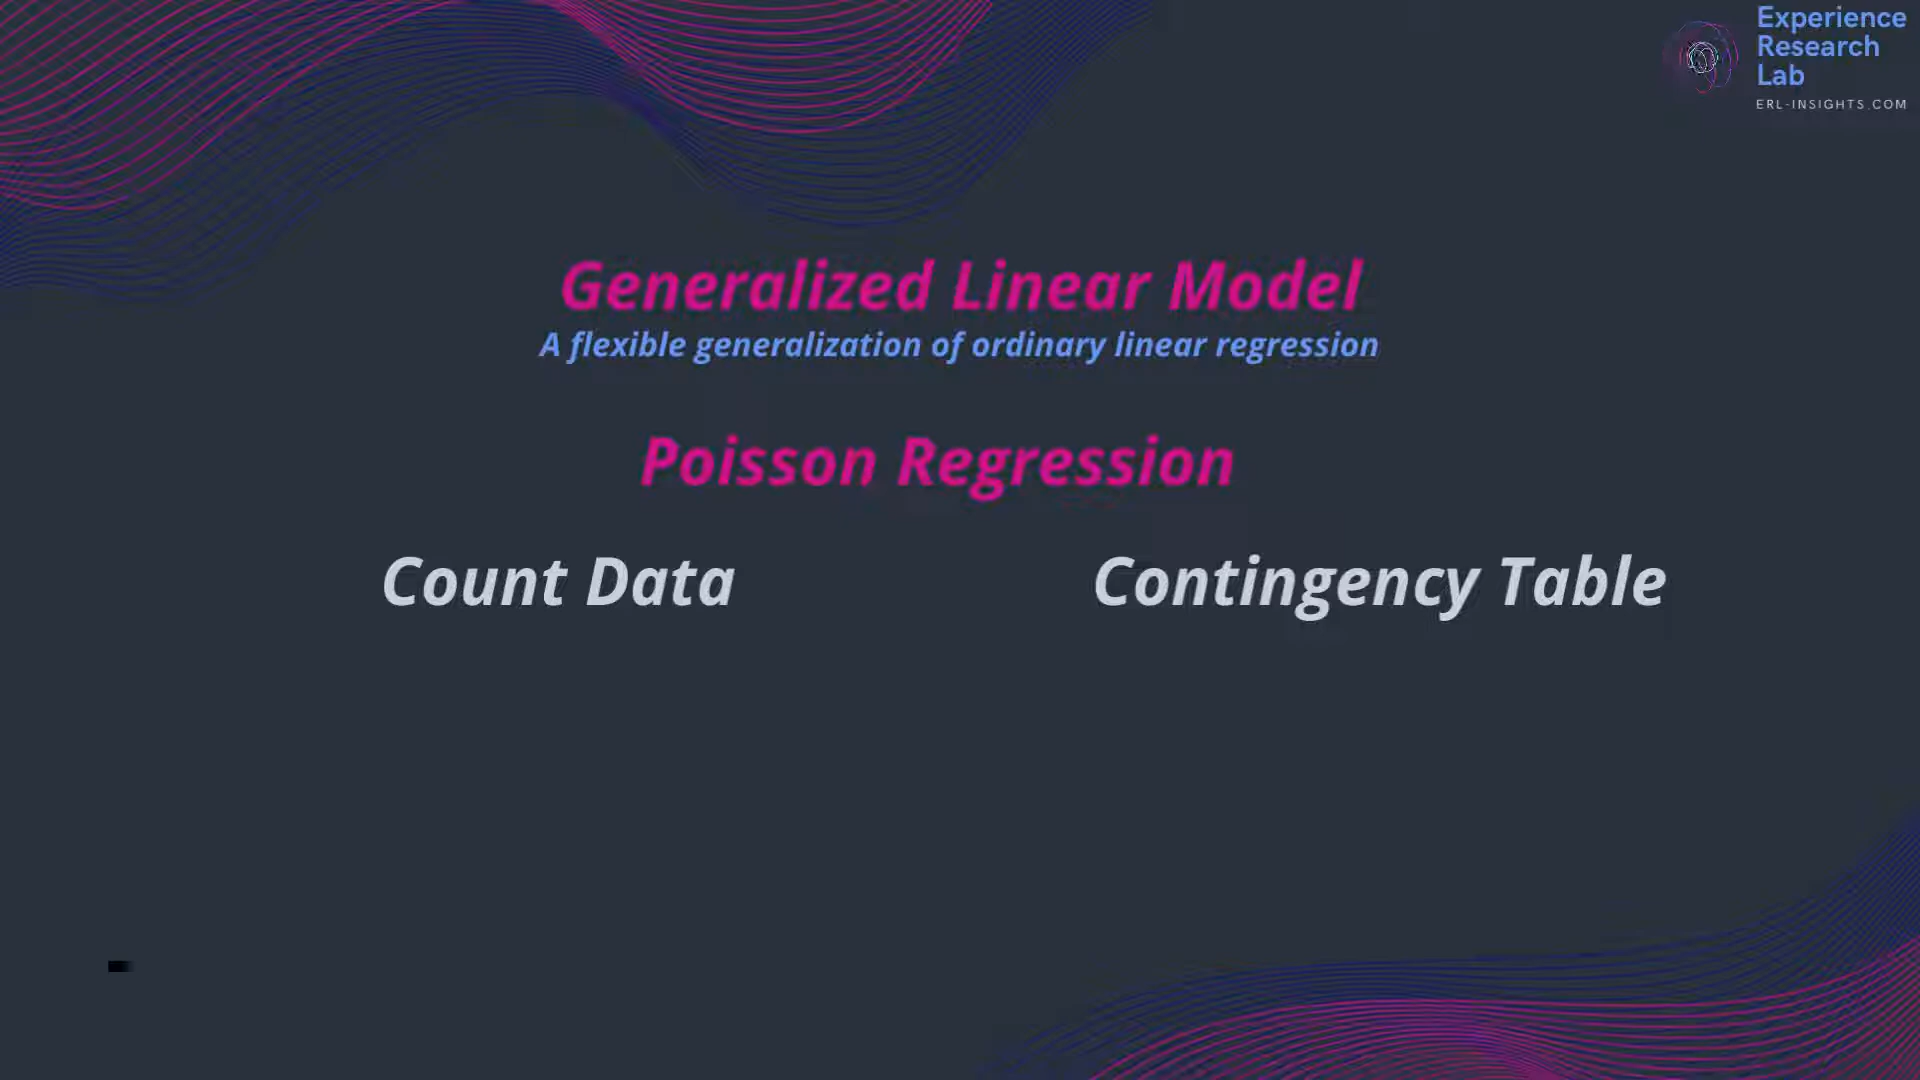 Experience
Research
Lab
ERL-INSIGHTS.COM
Generalized Linear Model
A flexible generalization of ordinary linear regression
Poisson Regression
Count Data
Contingency Table